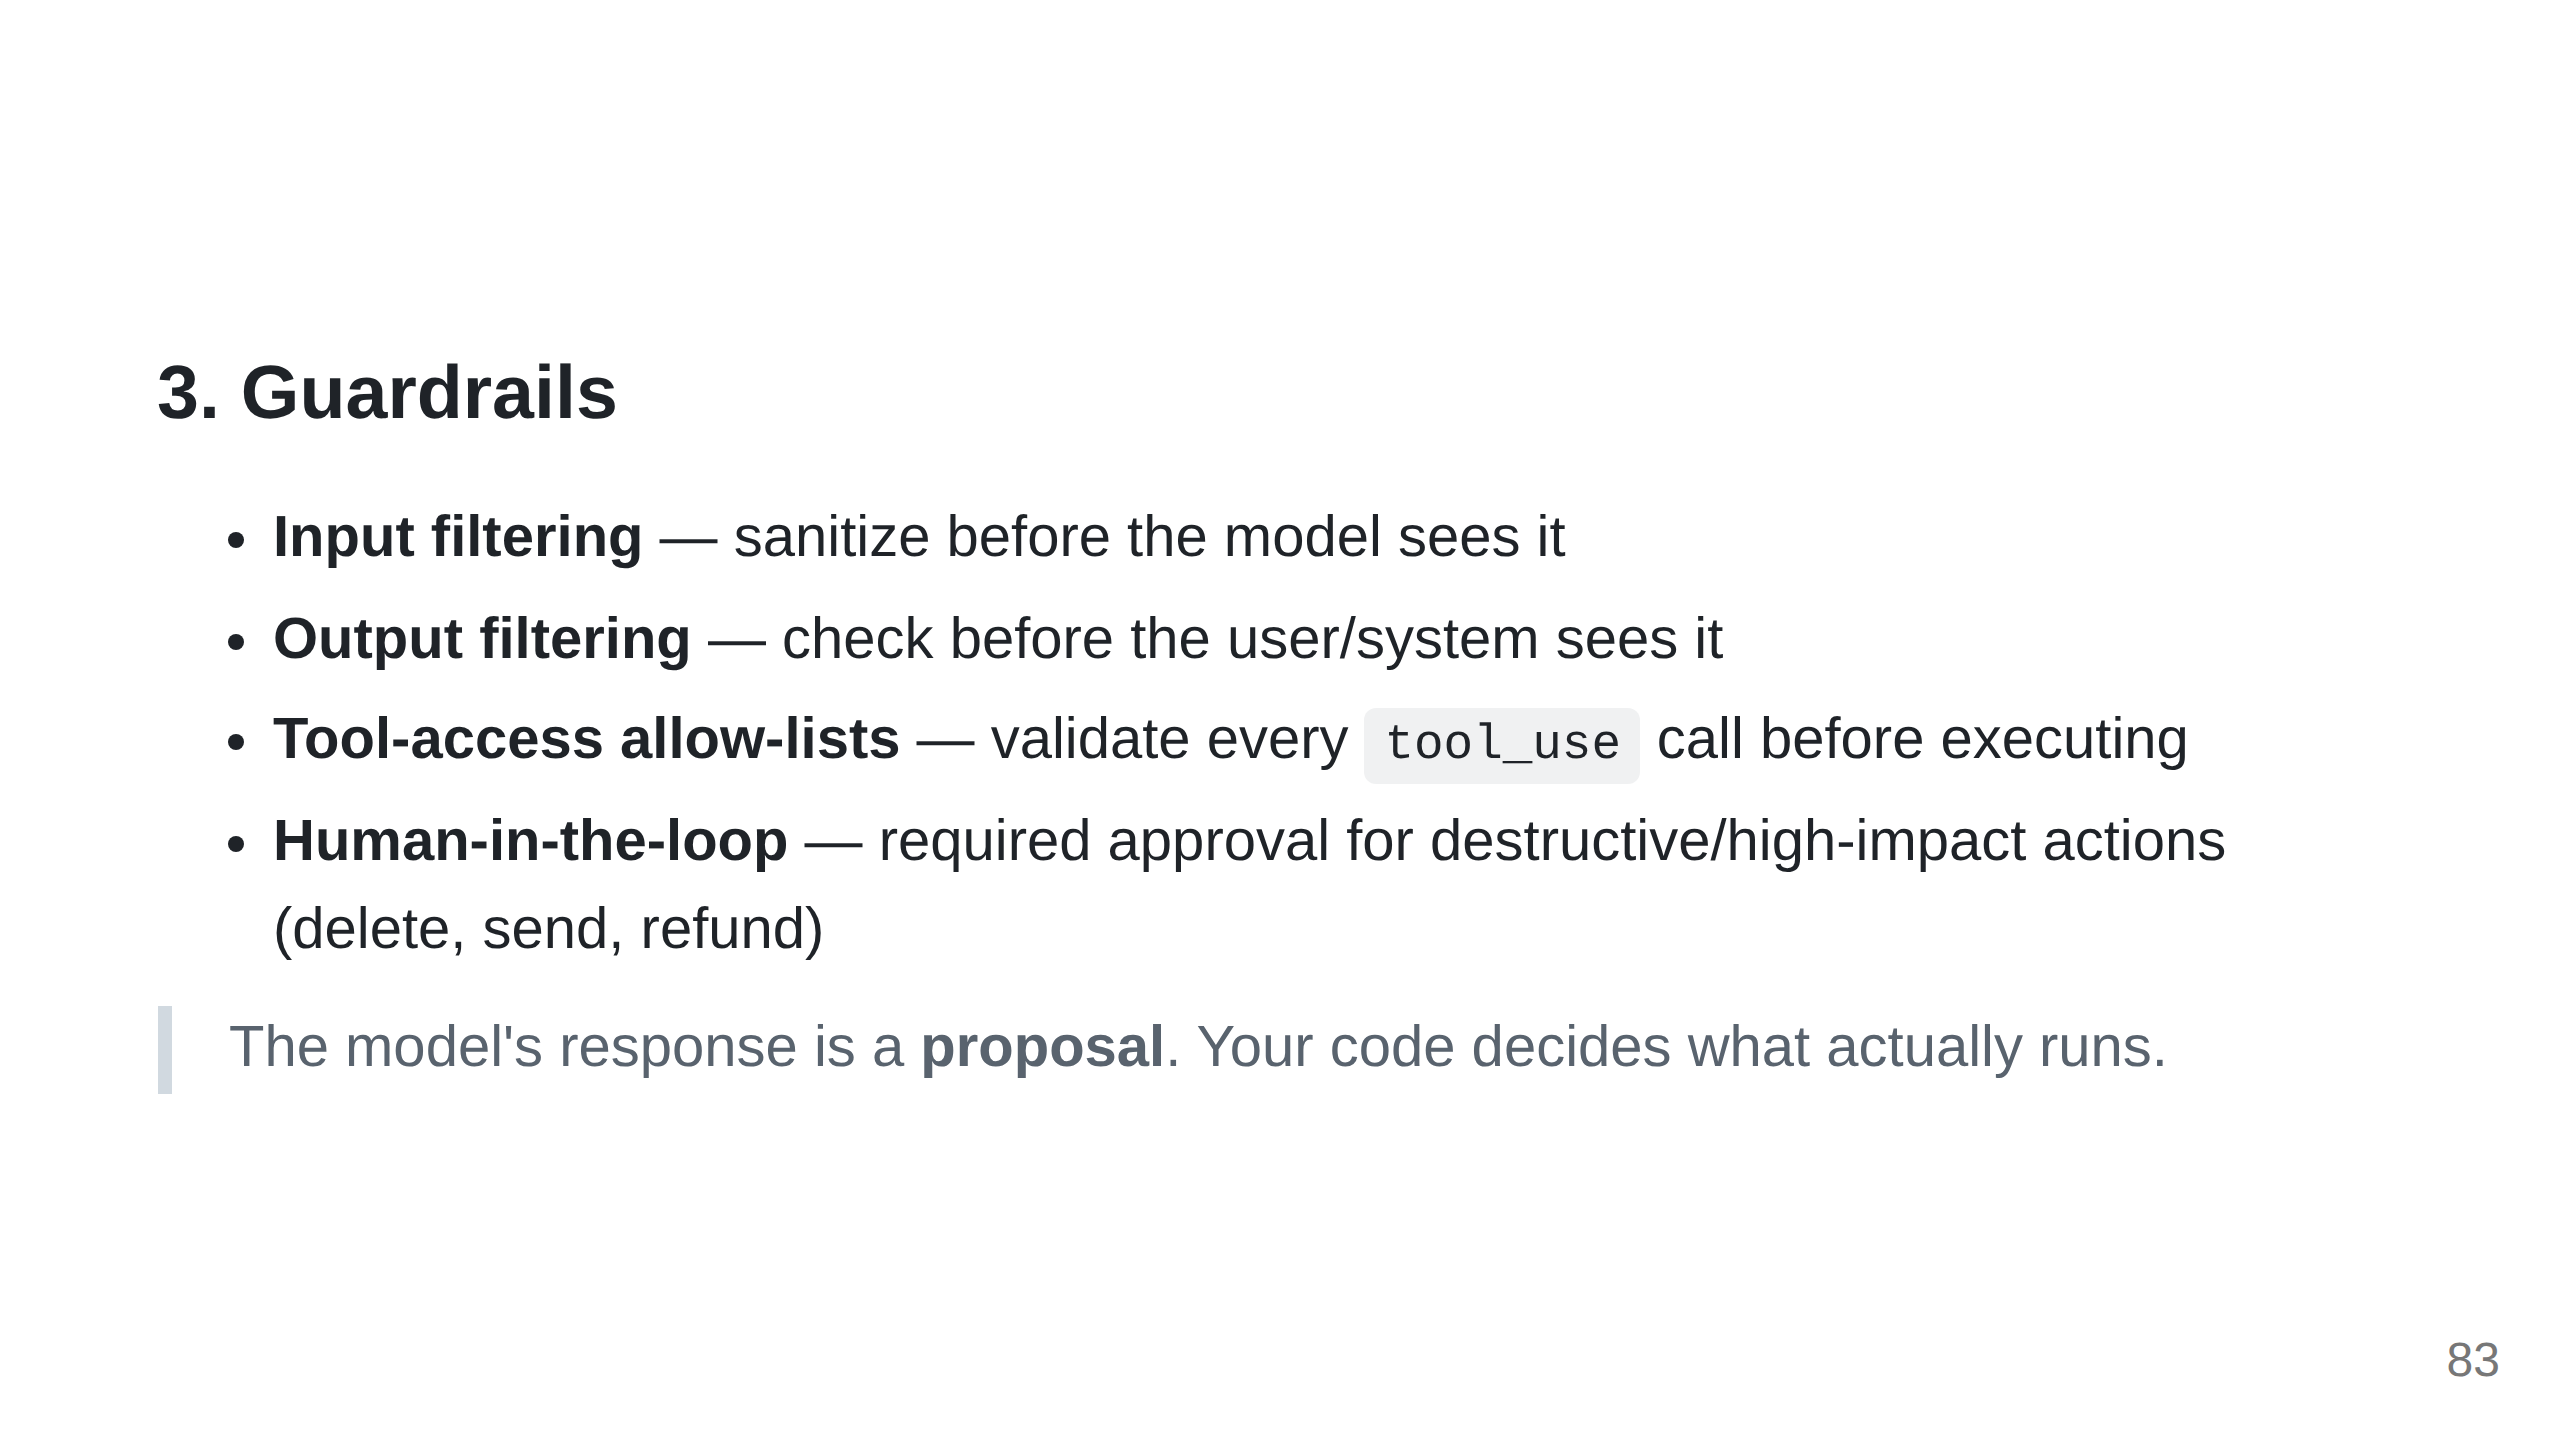 3. Guardrails
• Input filtering — sanitize before the model sees it
• Output filtering — check before the user/system sees it
• Tool-access allow-lists — validate every tool_use call before executing
• Human-in-the-loop — required approval for destructive/high-impact actions
(delete, send, refund)
The model's response is a proposal. Your code decides what actually runs.
83